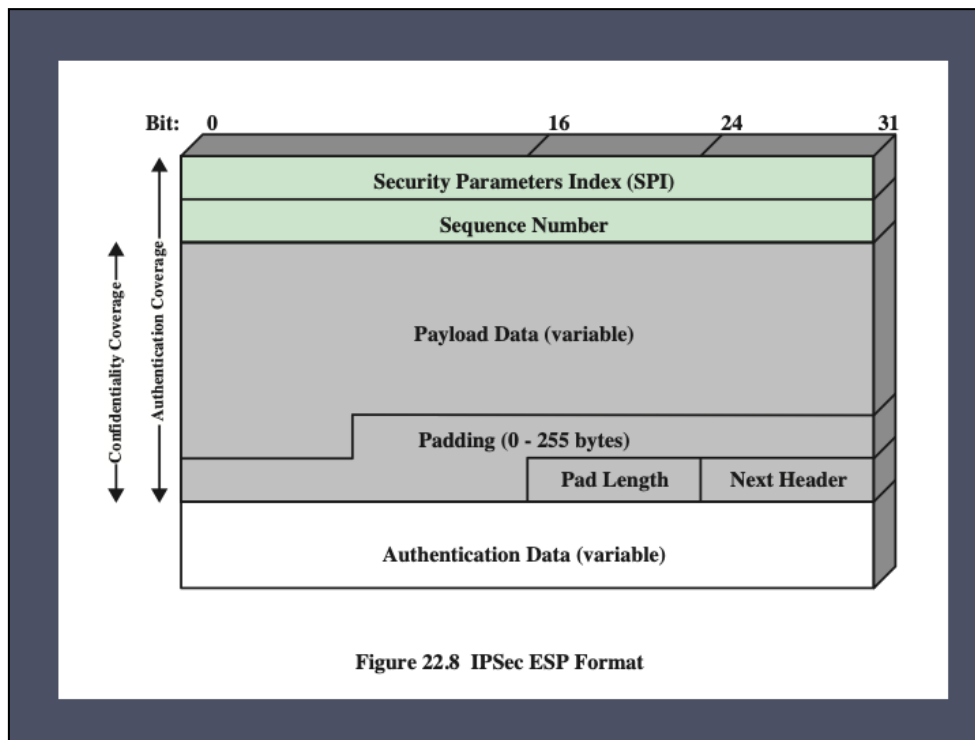 Bit: 0 16 24 31
Security Parameters Index (SPI)
Sequence Number
Confidentiality Coverage
Authentication Coverage
Payload Data (variable)
Padding (0 - 255 bytes)
Pad Length Next Header
Authentication Data (variable)
Figure 22.8 IPSec ESP Format